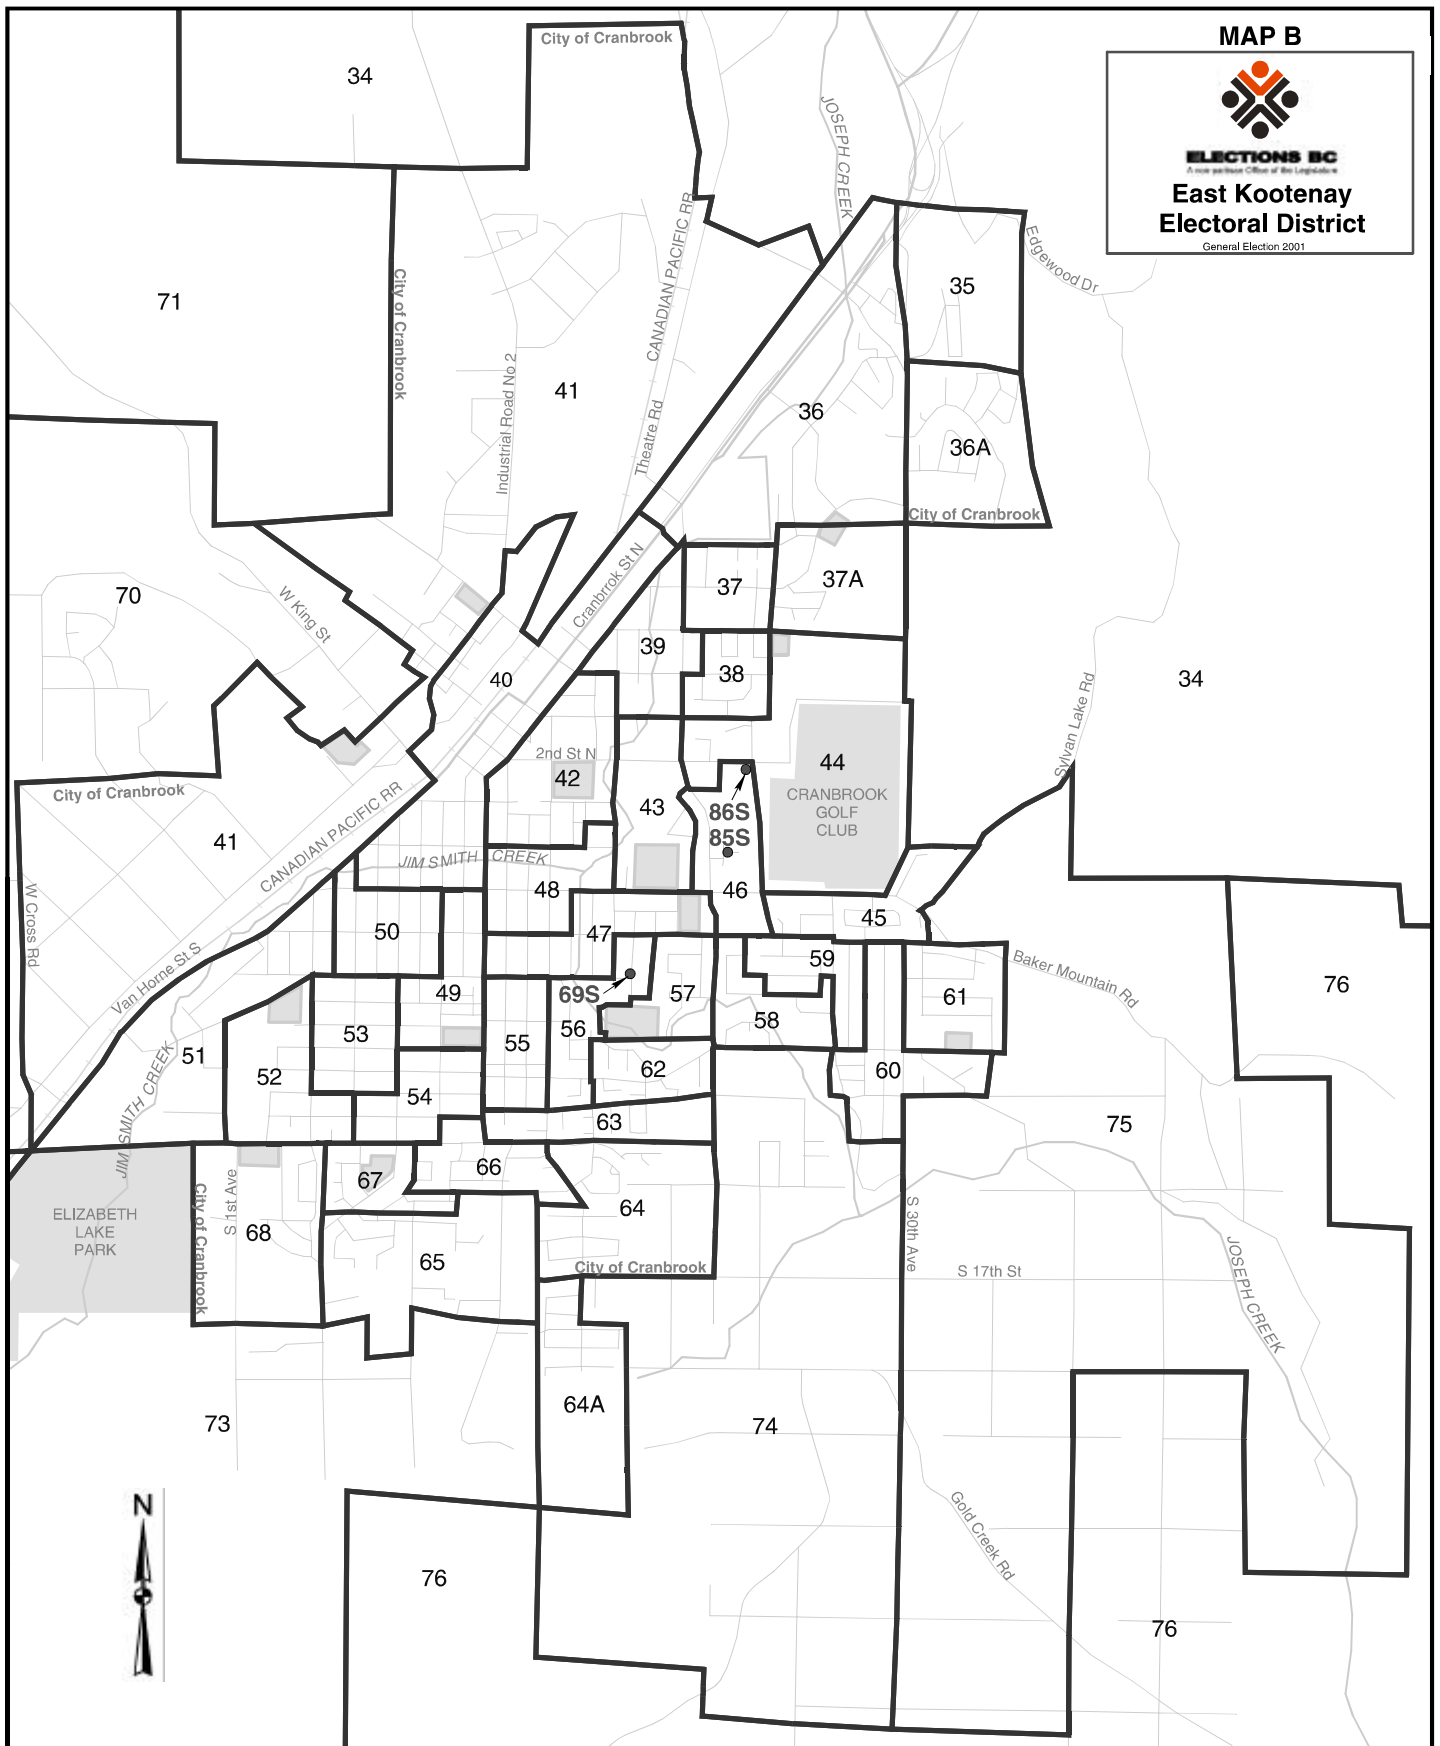 MAP B
ELECTIONS BC
A non-partisan Office of the Legislature
East Kootenay
Electoral District
General Election 2001
City of Cranbrook
34
JOSEPH CREEK
CANADIAN PACIFIC RR
Edgewood Dr
35
71
City of Cranbrook
41
Industrial Road No 2
Theatre Rd
36
36A
City of Cranbrook
Cranbrrok St N
37
37A
70
W King St
39
38
40
34
Sylvan Lake Rd
2nd St N
42
44
CRANBROOK
GOLF
CLUB
City of Cranbrook
43
86S
85S
41
CANADIAN PACIFIC RR
JIM SMITH CREEK
48
46
W Cross Rd
50
47
45
59
Van Horne St S
49
69S
57
Baker Mountain Rd
76
61
51
53
55
56
58
JIM SMITH CREEK
52
54
62
60
63
75
66
67
ELIZABETH
LAKE
PARK
City of Cranbrook
S 1st Ave
68
64
65
City of Cranbrook
S 30th Ave
S 17th St
JOSEPH CREEK
73
64A
74
N
Gold Creek Rd
76
76